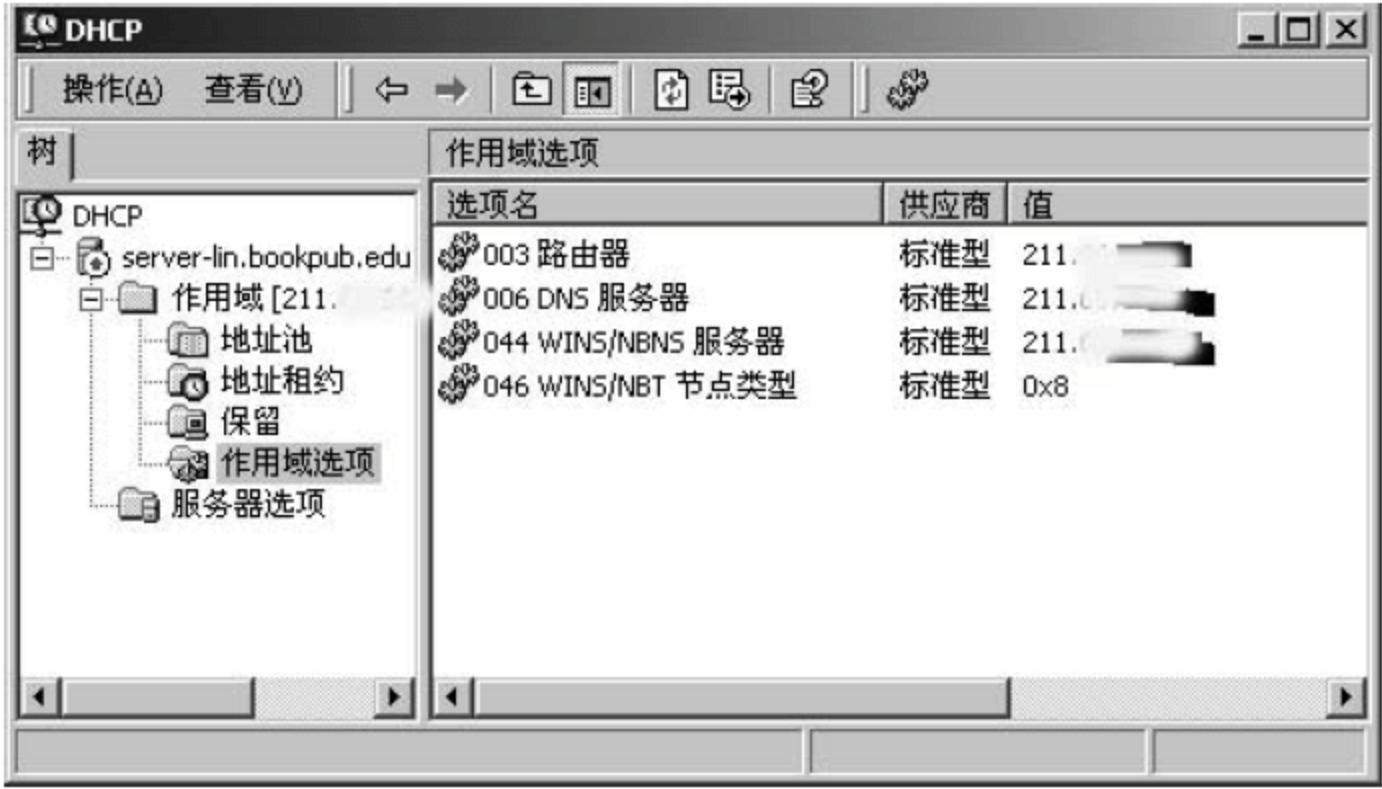 DHCP
操作(A) 查看(V)
树
作用域选项
DHCP
server-lin.bookpub.edu
作用域 [211.
地址池
地址租约
保留
作用域选项
服务器选项
选项名 供应商 值
003 路由器 标准型 211.
006 DNS 服务器 标准型 211.
044 WINS/NBNS 服务器 标准型 211.
046 WINS/NBT 节点类型 标准型 0x8